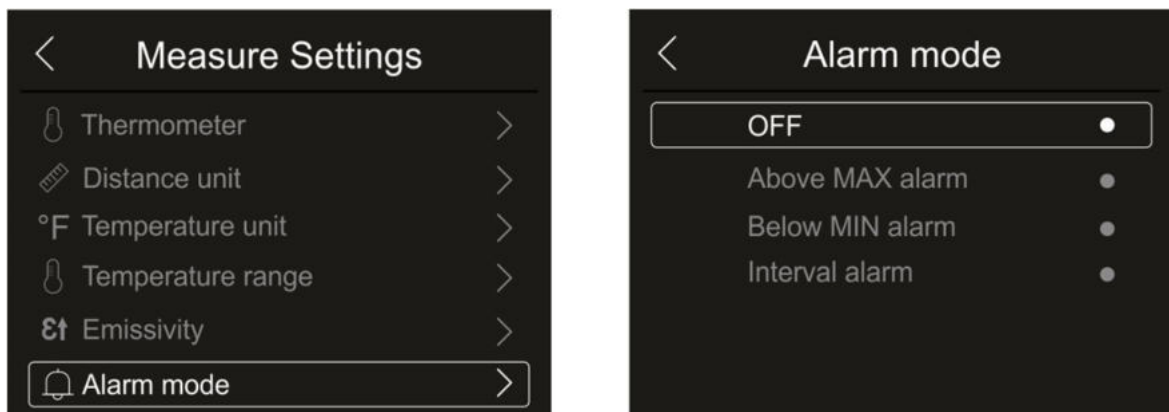 Measure Settings
Thermometer
Distance unit
°F Temperature unit
Temperature range
Ɛ↑ Emissivity
Alarm mode
Alarm mode
OFF
Above MAX alarm
Below MIN alarm
Interval alarm